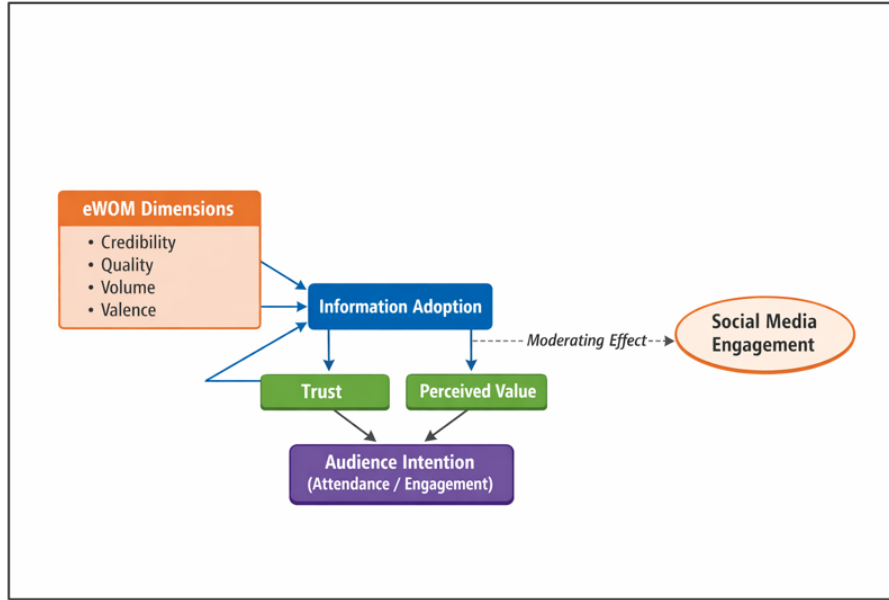 eWOM Dimensions
• Credibility
• Quality
• Volume
• Valence
Information Adoption
Moderating Effect
Social Media
Engagement
Trust
Perceived Value
Audience Intention
(Attendance / Engagement)